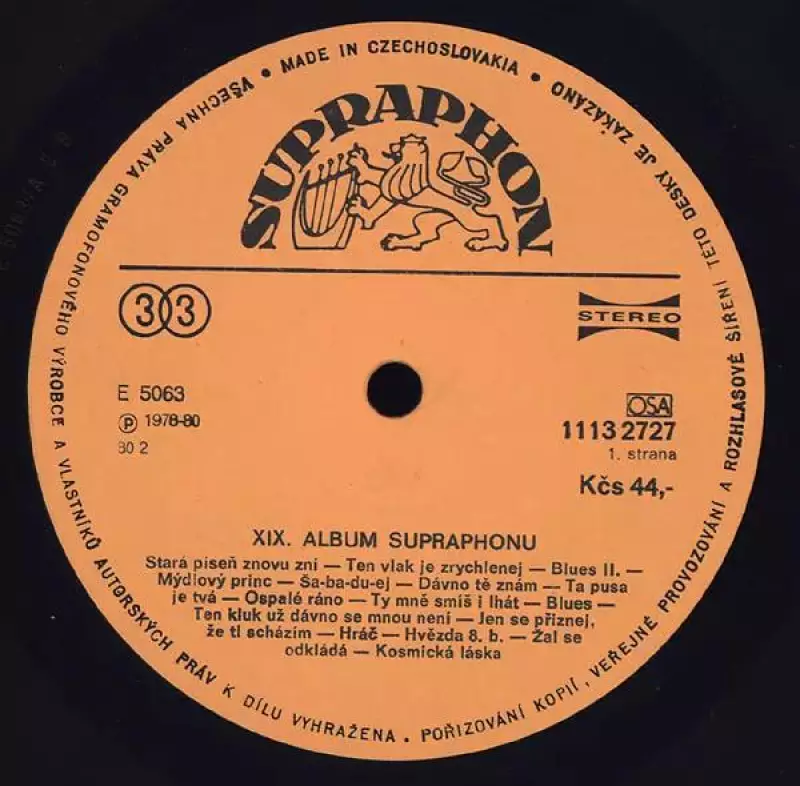 MADE IN CZECHOSLOVAKIA • ZAKÁZÁNO
SUPRAPHON
33
STEREO
E 5063
Ⓟ 1978-80
80 2
OSA
1113 2727
1. strana
Kčs 44,-
XIX. ALBUM SUPRAPHONU
Stará píseň znovu zní — Ten vlak je zrychlenej — Blues II. —
Mýdlový princ — Ša-ba-du-ej — Dávno tě znám — Ta pusa
je tvá — Ospalé ráno — Ty mně smíš i lhát — Blues —
Ten kluk už dávno se mnou není — Jen se přiznej,
že ti scházím — Hráč — Hvězda 8. b. — Žal se
odkládá — Kosmická láska
VŠECHNA PRÁVA GRAMOFONOVÉHO VÝROBCE A VLASTNÍKŮ AUTORSKÝCH PRÁV K DÍLU VYHRAŽENA. POŘIZOVÁNÍ KOPIÍ, VEŘEJNÉ PROVOZOVÁNÍ A ROZHLASOVÉ ŠÍŘENÍ TÉTO DESKY JE